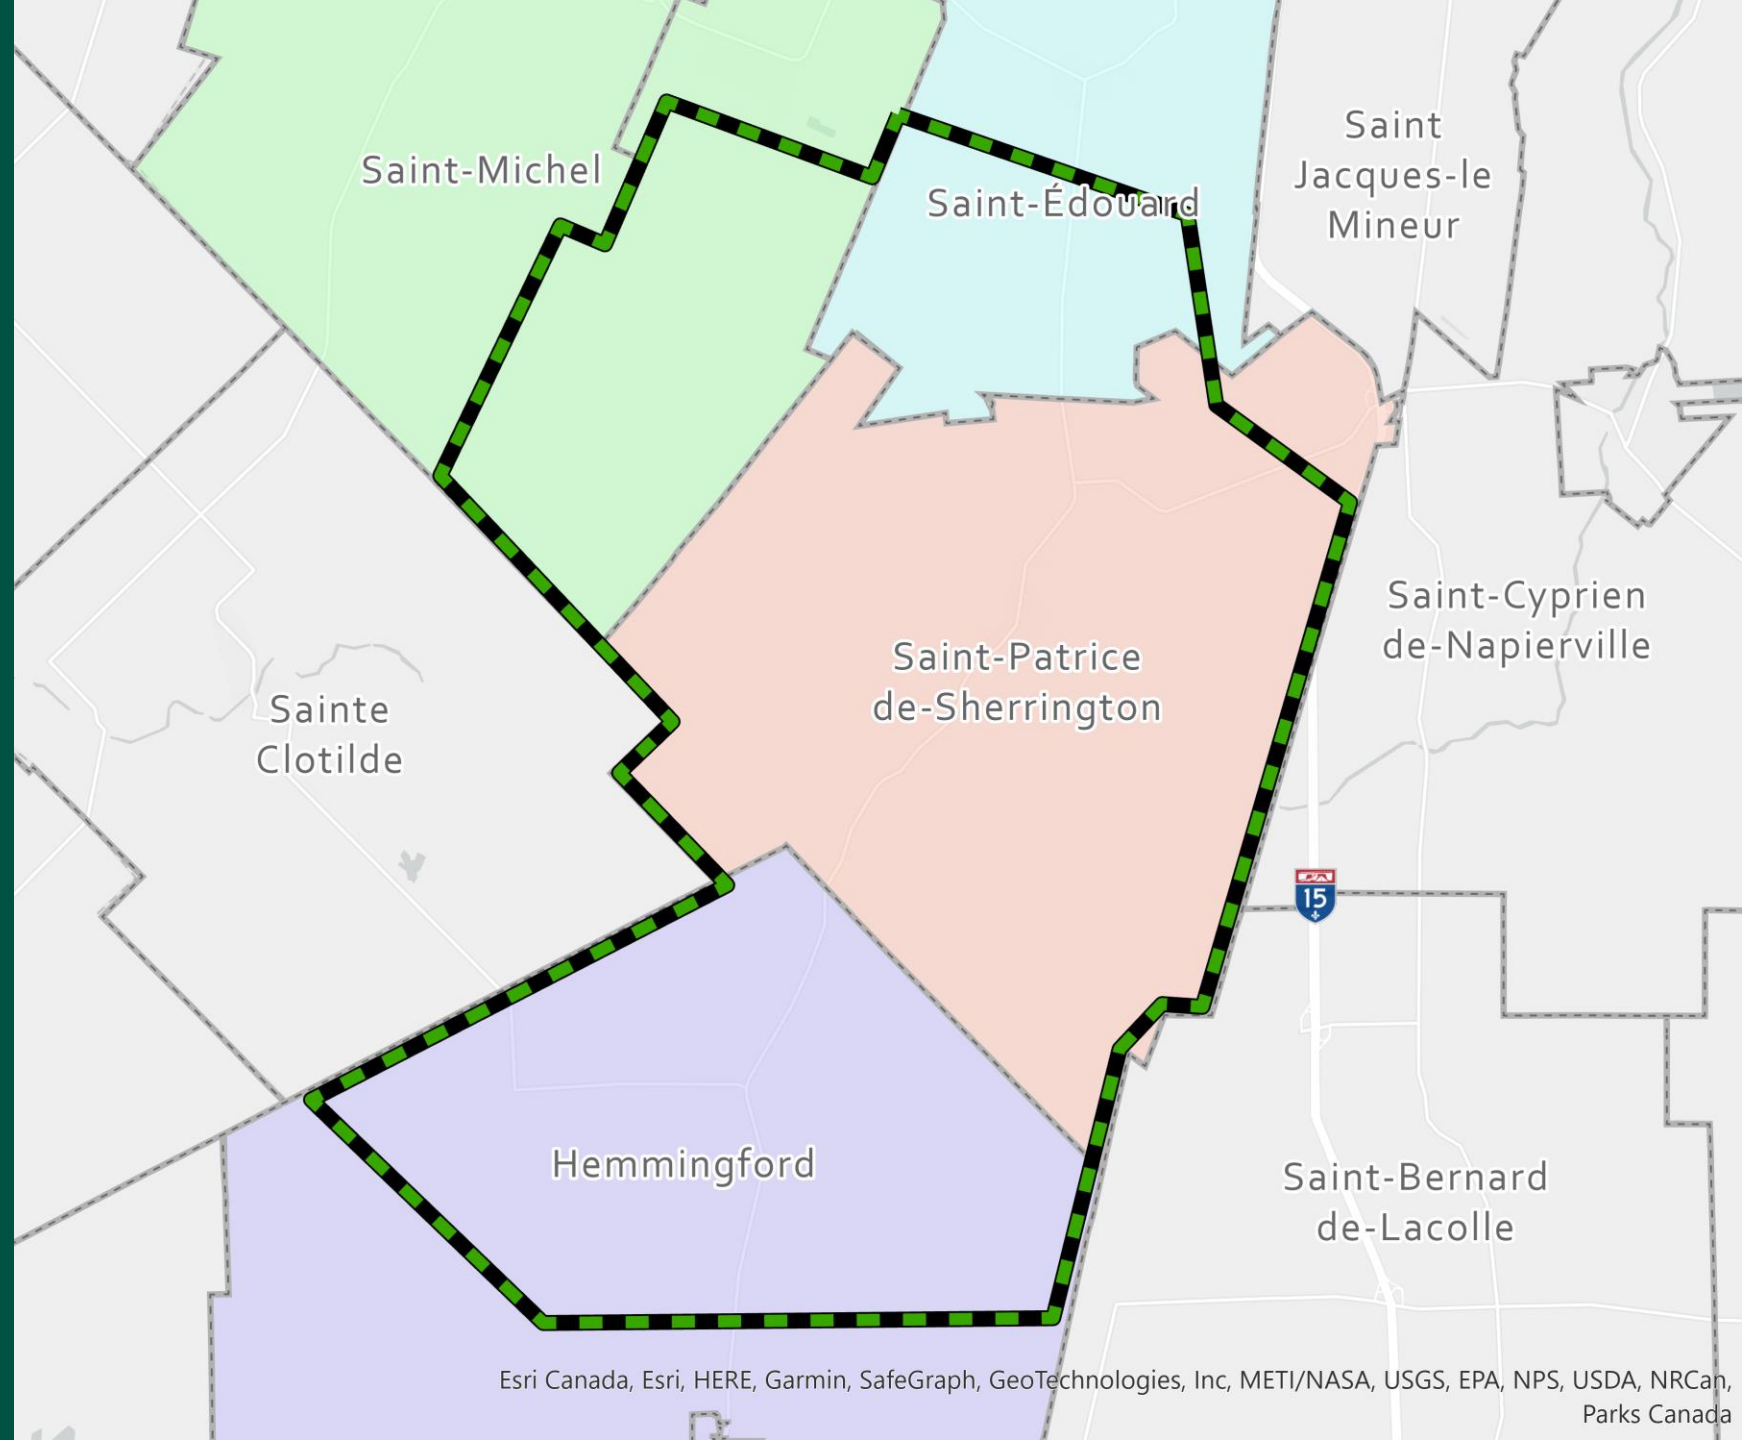 Saint
Jacques-le
Mineur
Saint-Michel
Saint-Édouard
Saint-Cyprien
de-Napierville
Saint-Patrice
de-Sherrington
Sainte
Clotilde
15
Hemmingford
Saint-Bernard
de-Lacolle
Esri Canada, Esri, HERE, Garmin, SafeGraph, GeoTechnologies, Inc, METI/NASA, USGS, EPA, NPS, USDA, NRCan,
Parks Canada